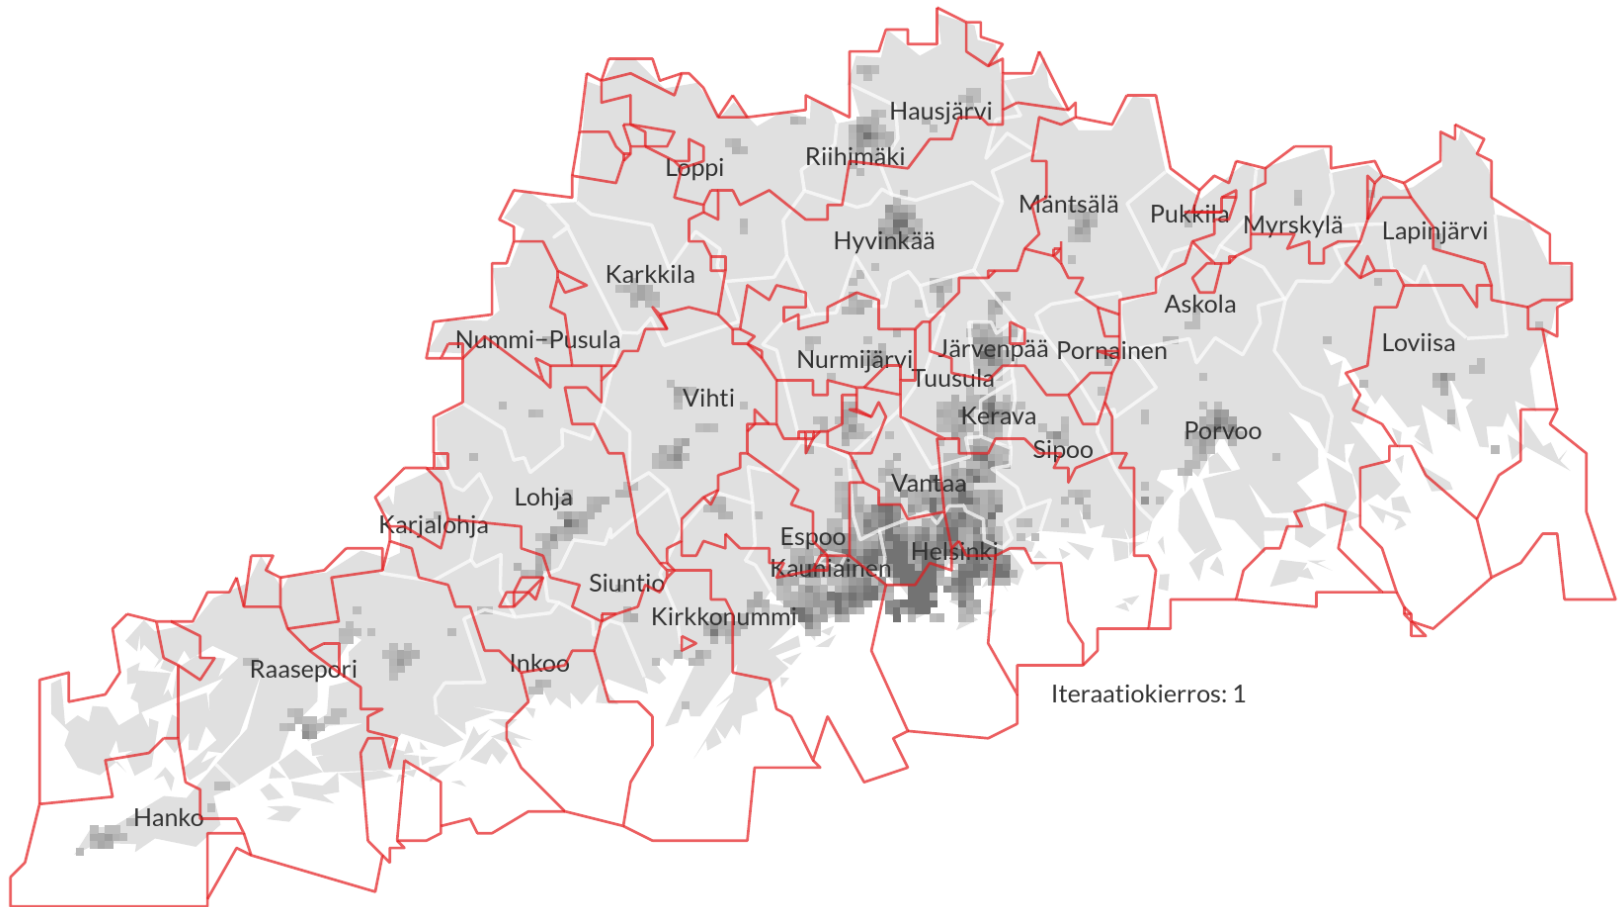 Hausjärvi
Riihimäki
Loppi
Mäntsälä
Pukkila
Myrskylä
Lapinjärvi
Hyvinkää
Karkkila
Askola
Nummi-Pusula
Nurmijärvi
Järvenpää
Pornainen
Loviisa
Tuusula
Vihti
Kerava
Sipoo
Porvoo
Vantaa
Lohja
Karjalohja
Espoo
Helsinki
Kauniainen
Siuntio
Kirkkonummi
Inkoo
Raasepori
Iteraatiokierros: 1
Hanko